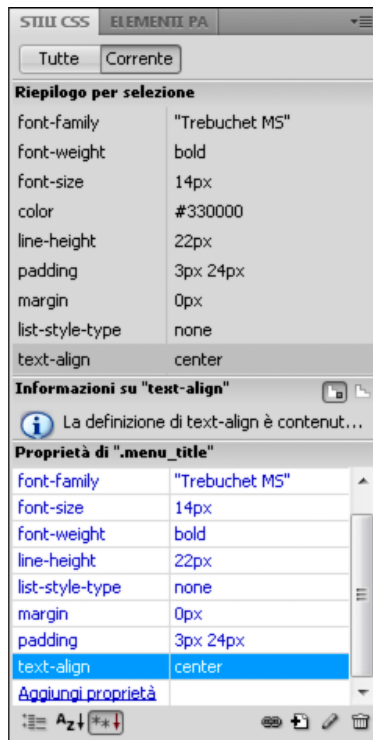 STILI CSS ELEMENTI PA
Tutte Corrente
Riepilogo per selezione
font-family "Trebuchet MS"
font-weight bold
font-size 14px
color #330000
line-height 22px
padding 3px 24px
margin 0px
list-style-type none
text-align center
Informazioni su "text-align"
La definizione di text-align è contenut...
Proprietà di ".menu_title"
font-family "Trebuchet MS"
font-size 14px
font-weight bold
line-height 22px
list-style-type none
margin 0px
padding 3px 24px
text-align center
Aggiungi proprietà
AZ **